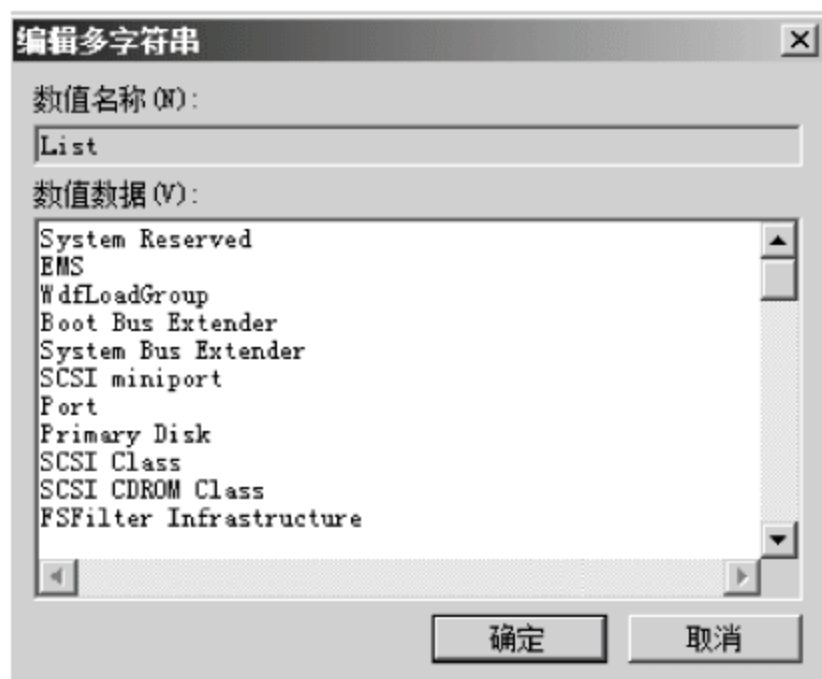 编辑多字符串
数值名称(N):
List
数值数据(V):
System Reserved
EMS
WdfLoadGroup
Boot Bus Extender
System Bus Extender
SCSI miniport
Port
Primary Disk
SCSI Class
SCSI CDROM Class
FSFilter Infrastructure
确定
取消